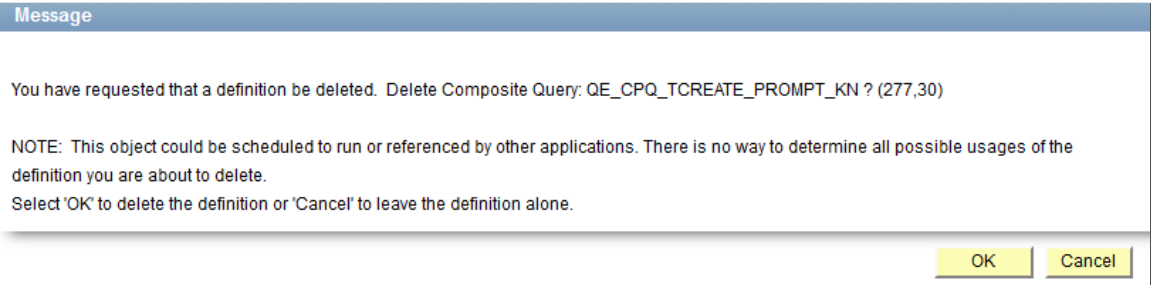 Message
You have requested that a definition be deleted.  Delete Composite Query: QE_CPQ_TCREATE_PROMPT_KN ? (277,30)
NOTE:  This object could be scheduled to run or referenced by other applications. There is no way to determine all possible usages of the
definition you are about to delete.
Select 'OK' to delete the definition or 'Cancel' to leave the definition alone.
OK Cancel